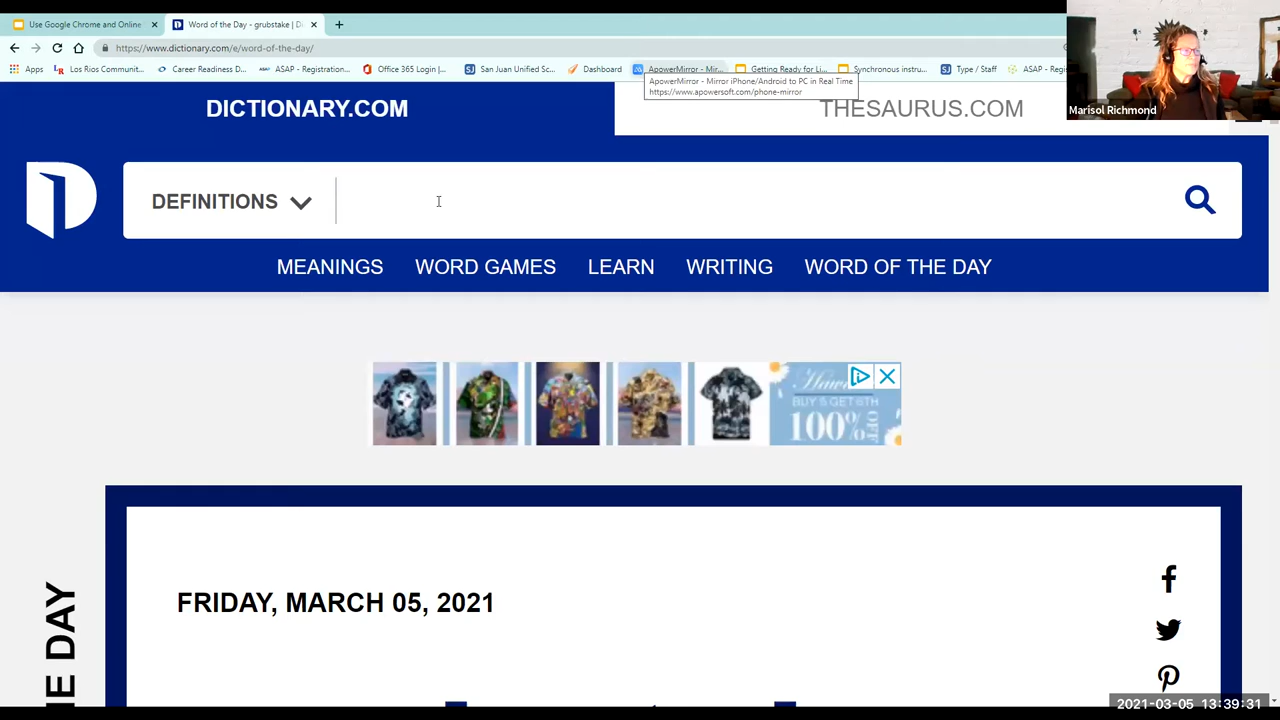 Use Google Chrome and Online
Word of the Day - grubstake | Di
https://www.dictionary.com/e/word-of-the-day/
Apps
Los Rios Communit...
Career Readiness D...
ASAP - Registration...
Office 365 Login |...
San Juan Unified Sc...
Dashboard
ApowerMirror - Mir...
Getting Ready for Li...
Synchronous instru...
Type / Staff
ASAP - Regi
ApowerMirror - Mirror iPhone/Android to PC in Real Time
https://www.apowersoft.com/phone-mirror
Marisol Richmond
DICTIONARY.COM
THESAURUS.COM
DEFINITIONS
MEANINGS
WORD GAMES
LEARN
WRITING
WORD OF THE DAY
BUY 5 GET 6TH
100%
OFF
FRIDAY, MARCH 05, 2021
HE DAY
2021-03-05 13:39:31